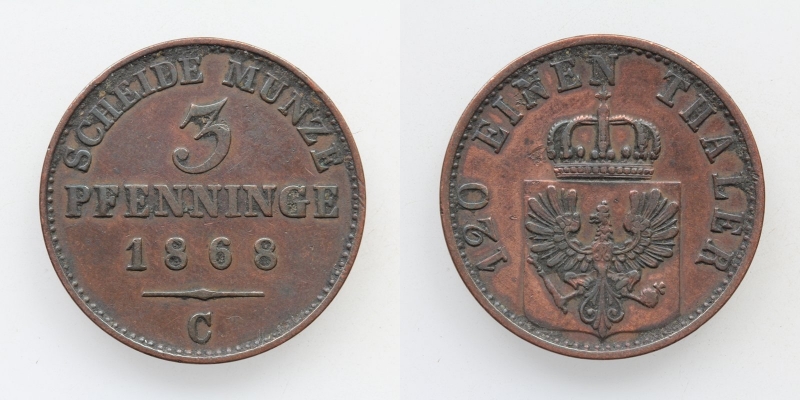 SCHEIDE MUNZE
3
PFENNINGE
1868
C
120 EINEN THALER